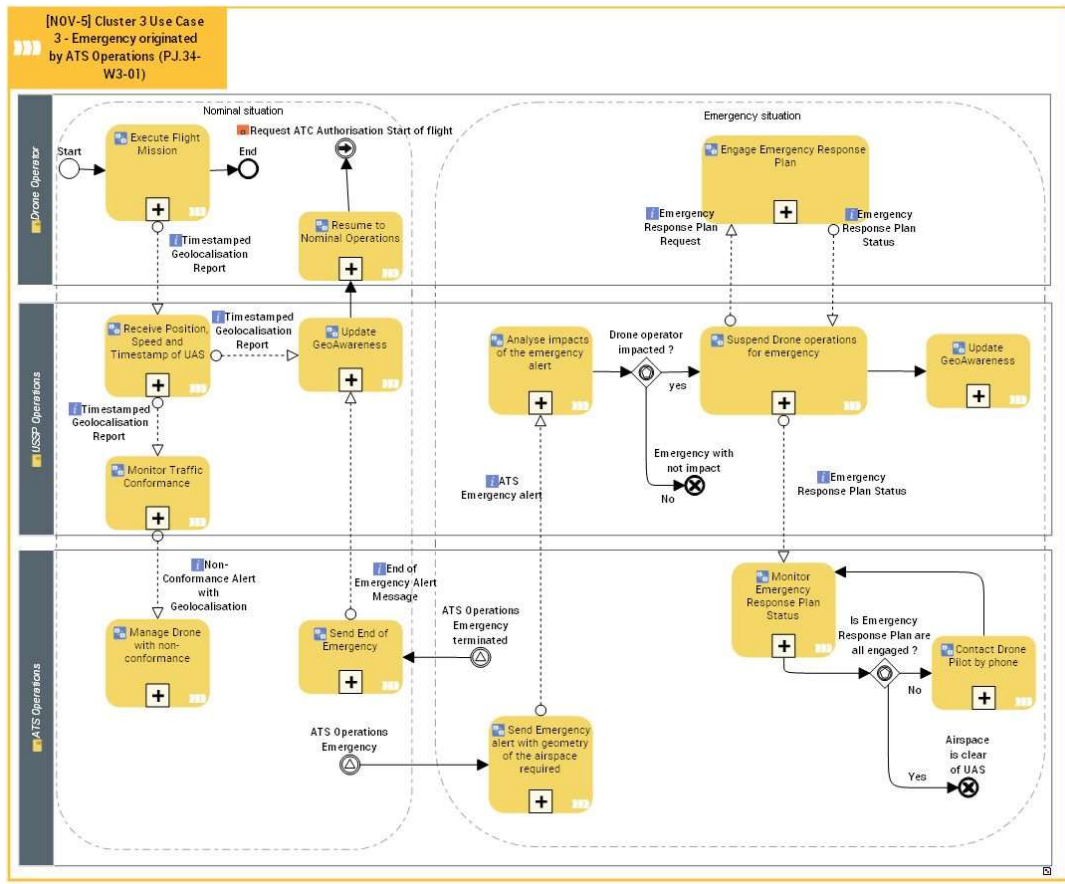 [NOV-5] Cluster 3 Use Case
3 - Emergency originated
by ATS Operations (PJ.34-
W3-01)
Drone Operator
Nominal situation
Emergency situation
Start
Execute Flight
Mission
End
Request ATC Authorisation Start of flight
Resume to
Nominal Operations
Engage Emergency Response
Plan
Timestamped
Geolocalisation
Report
Emergency
Response Plan
Request
Emergency
Response Plan
Status
USSP Operations
Receive Position,
Speed and
Timestamp of UAS
Timestamped
Geolocalisation
Report
Update
GeoAwareness
Analyse impacts
of the emergency
alert
Drone operator
impacted ?
yes
Suspend Drone operations
for emergency
Update
GeoAwareness
Timestamped
Geolocalisation
Report
Monitor Traffic
Conformance
ATS
Emergency alert
Emergency with
not impact
No
Emergency
Response Plan Status
ATS Operations
Non-
Conformance Alert
with
Geolocalisation
Manage Drone
with non-
conformance
End of
Emergency Alert
Message
Send End of
Emergency
ATS Operations
Emergency
terminated
ATS Operations
Emergency
Send Emergency
alert with geometry
of the airspace
required
Monitor
Emergency
Response Plan
Status
Is Emergency
Response Plan are
all engaged ?
No
Contact Drone
Pilot by phone
Yes
Airspace
is clear
of UAS